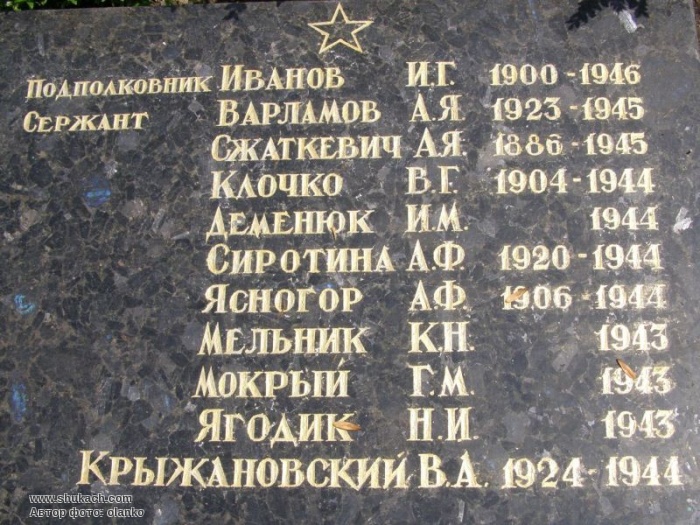 Подполковник Иванов И.Г. 1900-1946
Сержант Варламов А.Я 1923-1945
Сжаткевич А.Я. 1886-1945
Клочко В.Г. 1904-1944
Деменюк И.М. 1944
Сиротина А.Ф 1920-1944
Ясногор А.Ф. 1906-1944
Мельник К.Н. 1943
Мокрый Г.М. 1943
Ягодик Н.И. 1943
Крыжановский В.А. 1924-1944
www.shukach.com
Автор фото: olanko